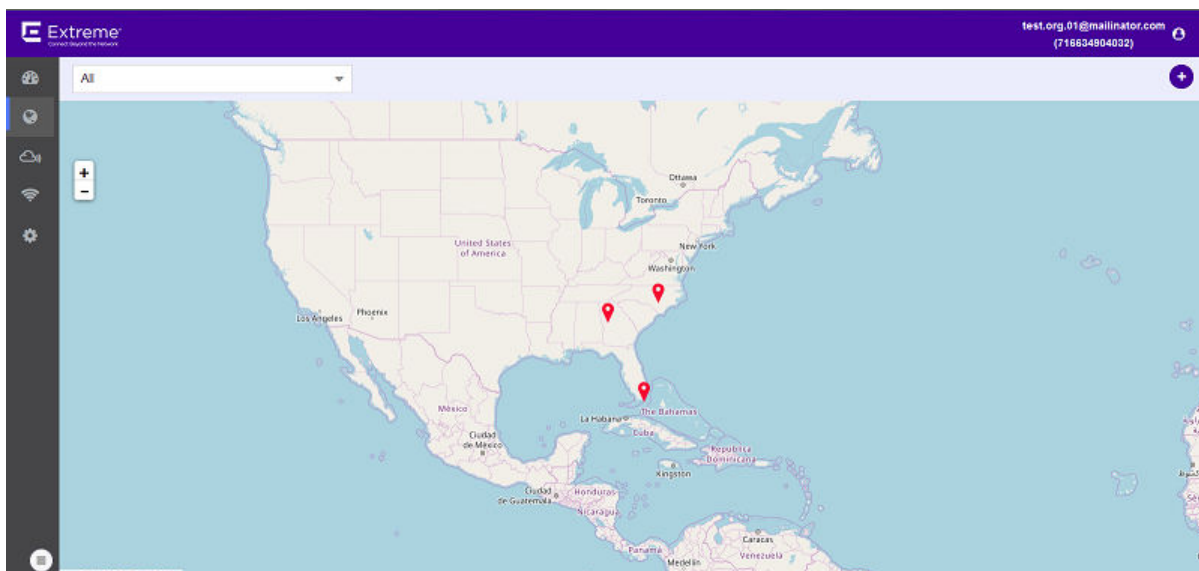 Extreme
Connect Beyond the Network
test.org.01@mailinator.com
(716634904032)
All
+
+
−
Ottawa
Toronto
United States
of America
New York
Washington
Los Angeles
Phoenix
México
La Habana
The Bahamas
Cuba
Ciudad
de México
República
Dominicana
Kingston
Ciudad
de Guatemala
Honduras
Nicaragua
Caracas
Panamá
Venezuela
Medellín